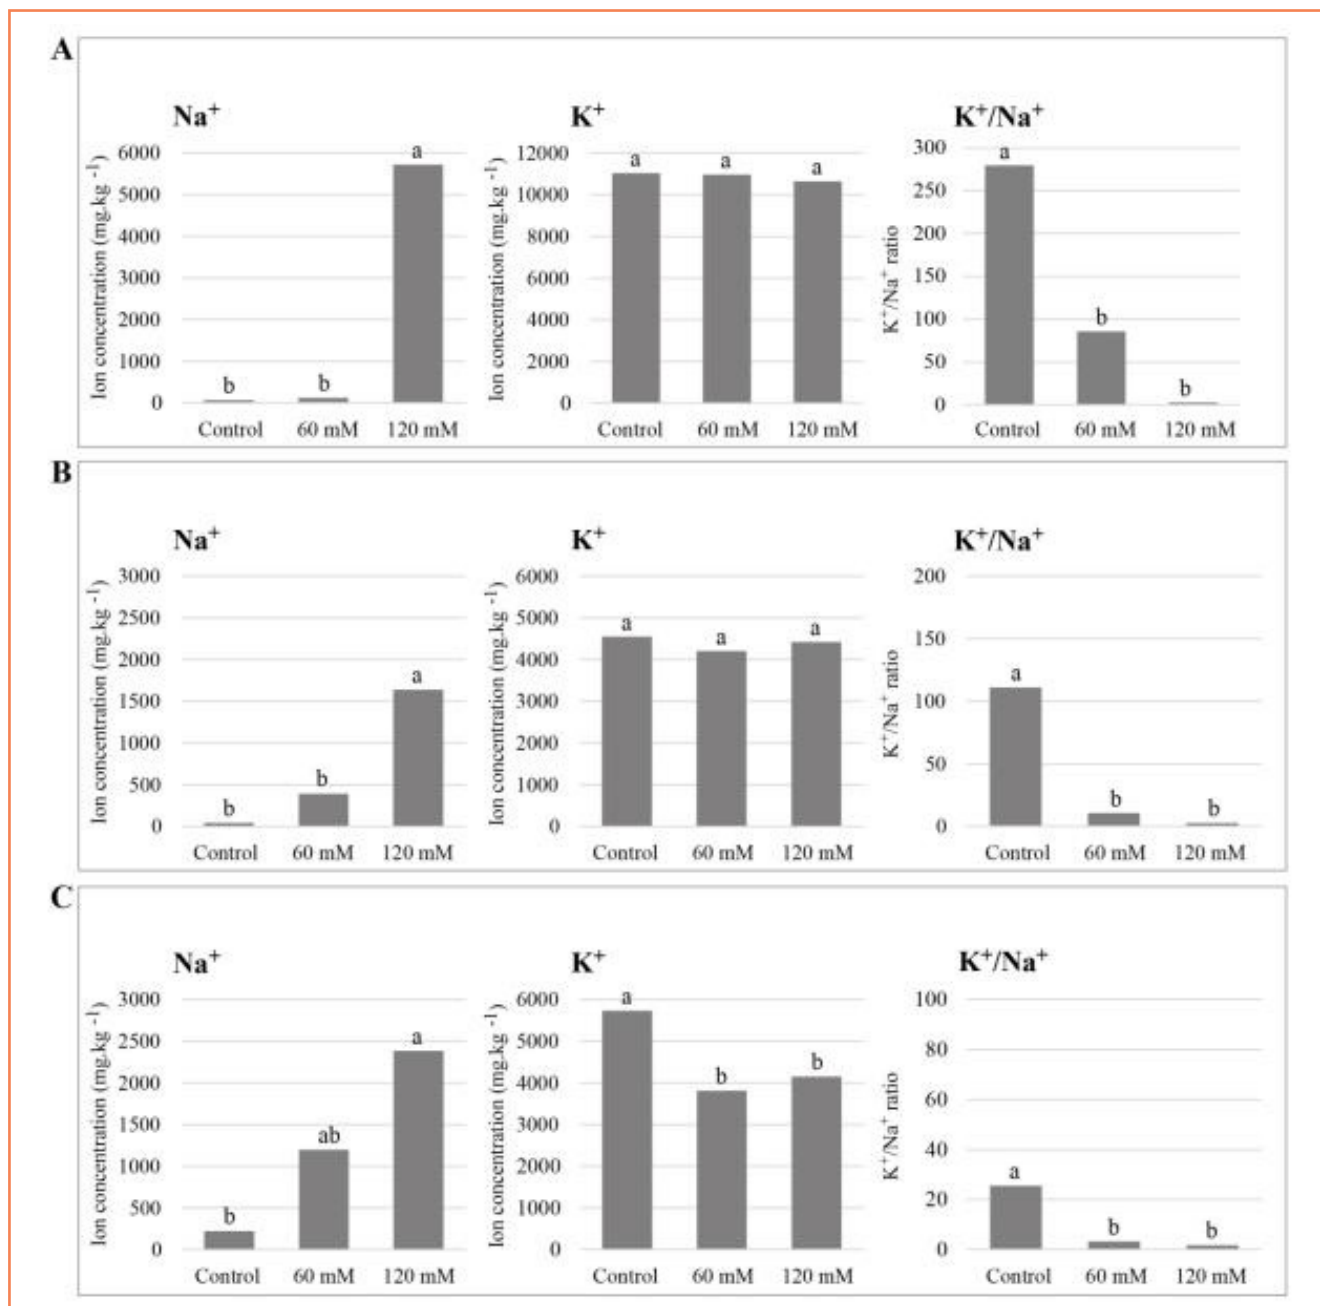 A
Na⁺
K⁺
K⁺/Na⁺
Ion concentration (mg.kg ⁻¹)
6000
5000
4000
3000
2000
1000
0
b
b
a
Control
60 mM
120 mM
Ion concentration (mg.kg ⁻¹)
12000
10000
8000
6000
4000
2000
0
a
a
a
Control
60 mM
120 mM
K⁺/Na⁺ ratio
300
250
200
150
100
50
0
a
b
b
Control
60 mM
120 mM
B
Na⁺
K⁺
K⁺/Na⁺
Ion concentration (mg.kg ⁻¹)
3000
2500
2000
1500
1000
500
0
b
b
a
Control
60 mM
120 mM
Ion concentration (mg.kg ⁻¹)
6000
5000
4000
3000
2000
1000
0
a
a
a
Control
60 mM
120 mM
K⁺/Na⁺ ratio
200
150
100
50
0
a
b
b
Control
60 mM
120 mM
C
Na⁺
K⁺
K⁺/Na⁺
Ion concentration (mg.kg ⁻¹)
3000
2500
2000
1500
1000
500
0
b
ab
a
Control
60 mM
120 mM
Ion concentration (mg.kg ⁻¹)
6000
5000
4000
3000
2000
1000
0
a
b
b
Control
60 mM
120 mM
K⁺/Na⁺ ratio
100
80
60
40
20
0
a
b
b
Control
60 mM
120 mM